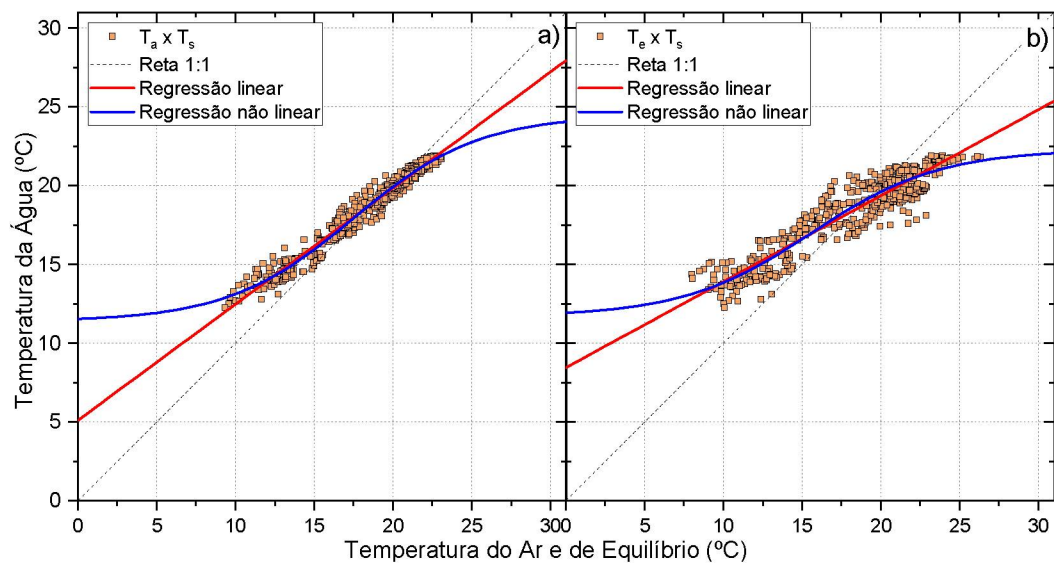 30
25
20
15
10
5
0
Temperatura da Água (ºC)
a)
Tₐ x Tₛ
Reta 1:1
Regressão linear
Regressão não linear
b)
Tₑ x Tₛ
Reta 1:1
Regressão linear
Regressão não linear
0 5 10 15 20 25 300 5 10 15 20 25 30
Temperatura do Ar e de Equilíbrio (ºC)